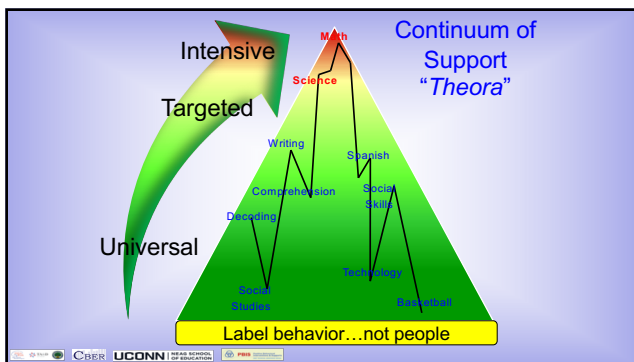 Continuum of
Support
“Theora”
Intensive
Targeted
Universal
Math
Science
Writing
Spanish
Comprehension
Social
Skills
Decoding
Technology
Social
Studies
Basketball
Label behavior…not people
CBER
UCONN
NEAG SCHOOL
OF EDUCATION
PBIS